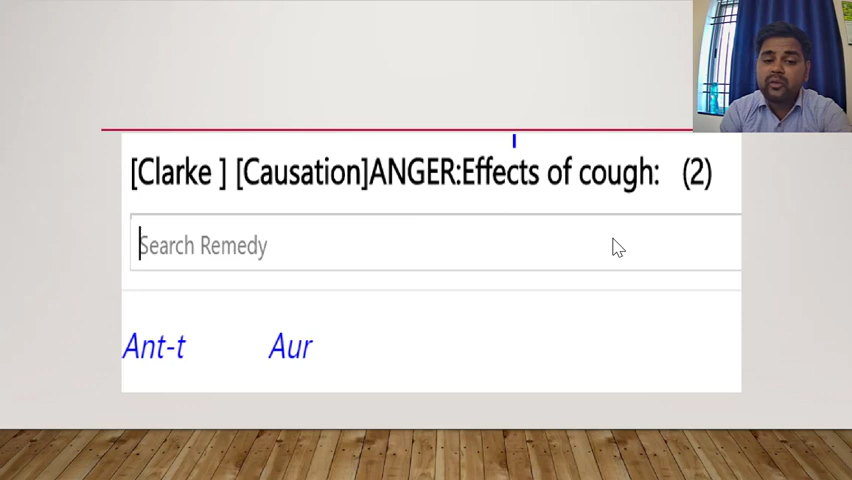 [Clarke ] [Causation]ANGER:Effects of cough: (2)
Search Remedy
Ant-t Aur